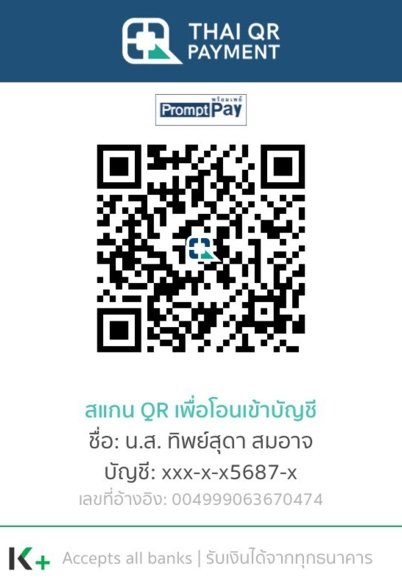 THAI QR
PAYMENT
พร้อมเพย์
PromptPay
สแกน QR เพื่อโอนเข้าบัญชี
ชื่อ: น.ส. ทิพย์สุดา สมอาจ
บัญชี: xxx-x-x5687-x
เลขที่อ้างอิง: 004999063670474
K+ Accepts all banks | รับเงินได้จากทุกธนาคาร